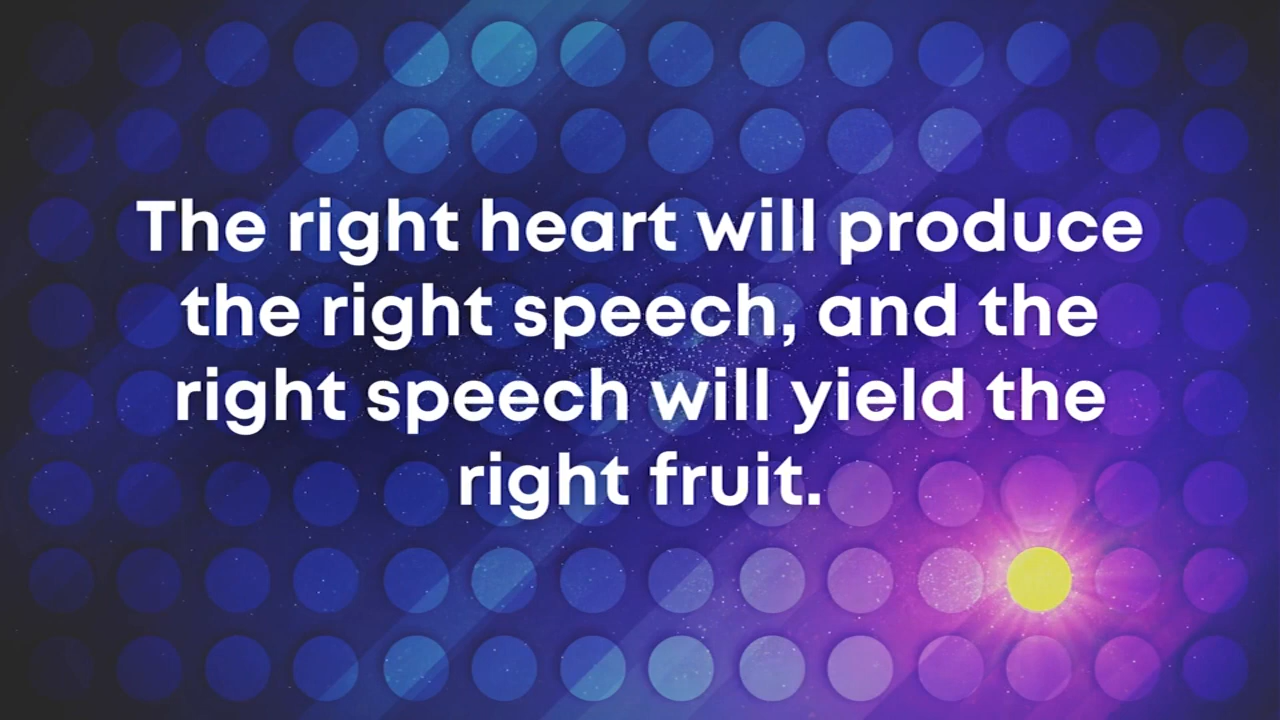 The right heart will produce
the right speech, and the
right speech will yield the
right fruit.